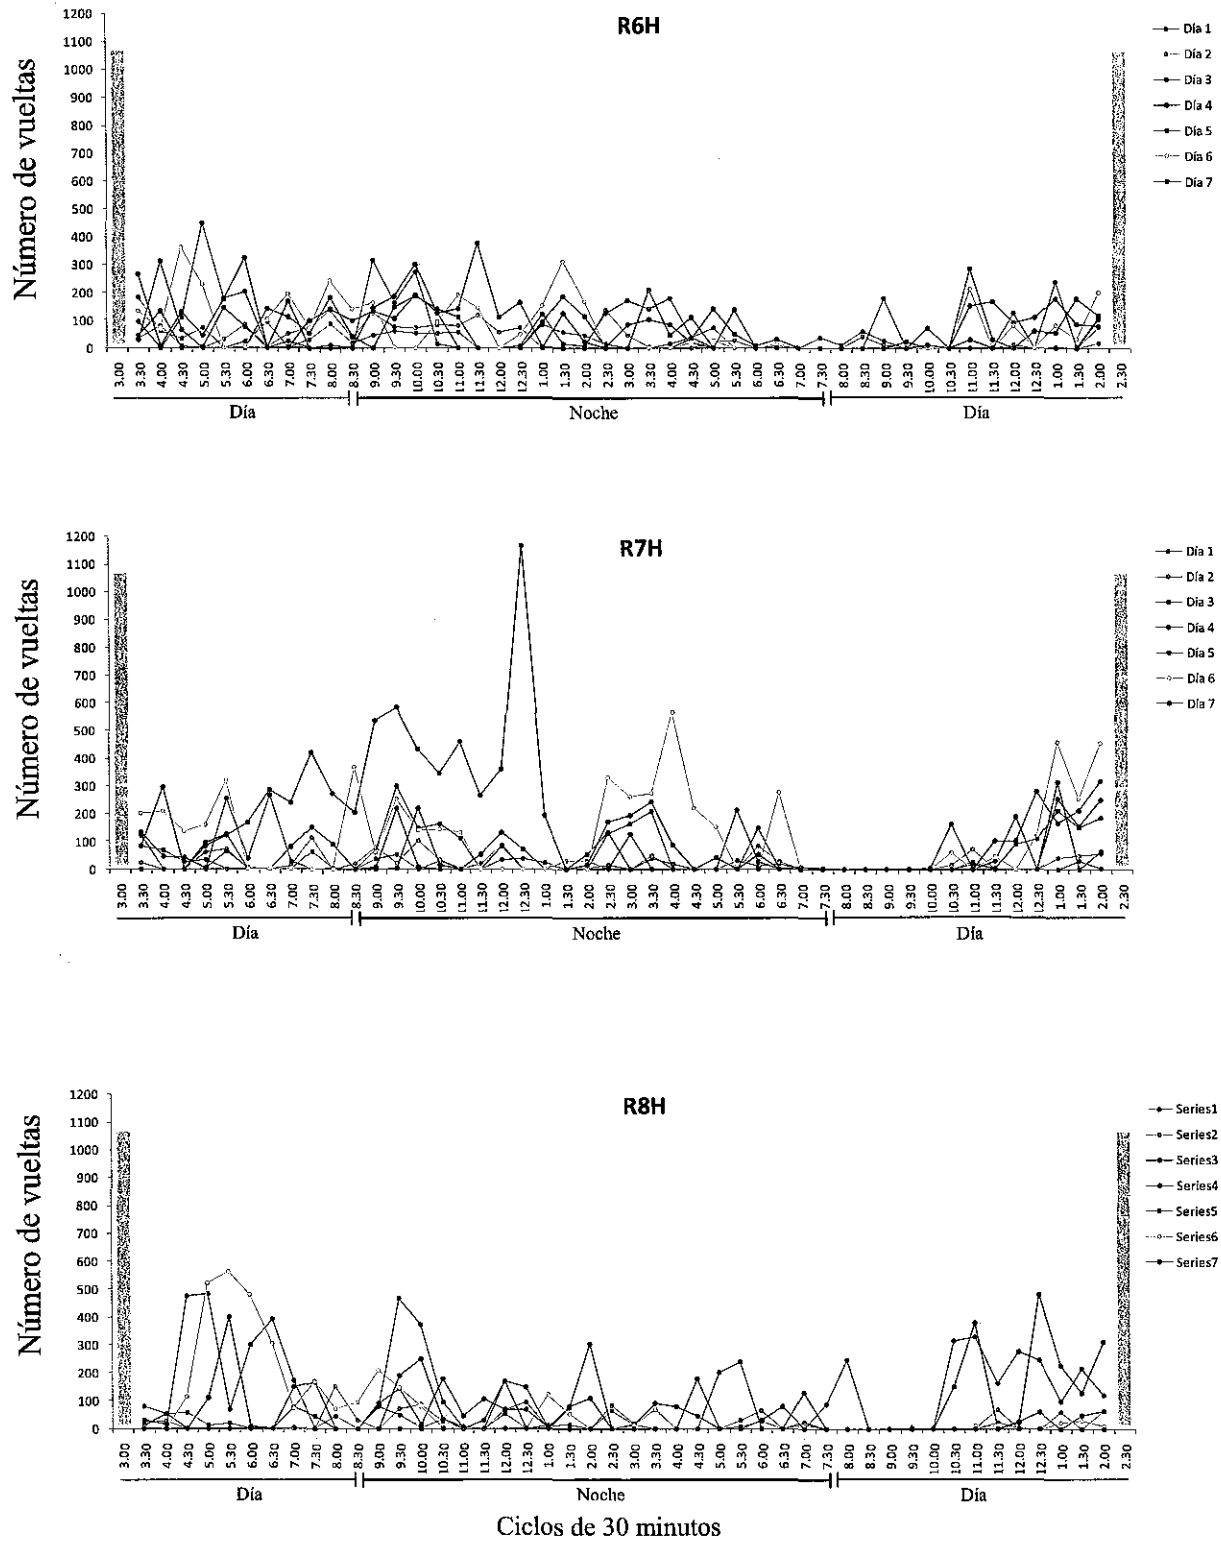 R6H
Número de vueltas
1200
1100
1000
900
800
700
600
500
400
300
200
100
0
3.00 3.30 4.00 4.30 5.00 5.30 6.00 6.30 7.00 7.30 8.00 8.30 9.00 9.30 10.00 10.30 11.00 11.30 12.00 12.30 1.00 1.30 2.00 2.30 3.00 3.30 4.00 4.30 5.00 5.30 6.00 6.30 7.00 7.30 8.00 8.30 9.00 9.30 10.00 10.30 11.00 11.30 12.00 12.30 1.00 1.30 2.00 2.30
Día Noche Día
Día 1
Día 2
Día 3
Día 4
Día 5
Día 6
Día 7
R7H
Número de vueltas
1200
1100
1000
900
800
700
600
500
400
300
200
100
0
3.00 3.30 4.00 4.30 5.00 5.30 6.00 6.30 7.00 7.30 8.00 8.30 9.00 9.30 10.00 10.30 11.00 11.30 12.00 12.30 1.00 1.30 2.00 2.30 3.00 3.30 4.00 4.30 5.00 5.30 6.00 6.30 7.00 7.30 8.00 8.30 9.00 9.30 10.00 10.30 11.00 11.30 12.00 12.30 1.00 1.30 2.00 2.30
Día Noche Día
Día 1
Día 2
Día 3
Día 4
Día 5
Día 6
Día 7
R8H
Número de vueltas
1200
1100
1000
900
800
700
600
500
400
300
200
100
0
3.00 3.30 4.00 4.30 5.00 5.30 6.00 6.30 7.00 7.30 8.00 8.30 9.00 9.30 10.00 10.30 11.00 11.30 12.00 12.30 1.00 1.30 2.00 2.30 3.00 3.30 4.00 4.30 5.00 5.30 6.00 6.30 7.00 7.30 8.00 8.30 9.00 9.30 10.00 10.30 11.00 11.30 12.00 12.30 1.00 1.30 2.00 2.30
Día Noche Día
Series1
Series2
Series3
Series4
Series5
Series6
Series7
Ciclos de 30 minutos